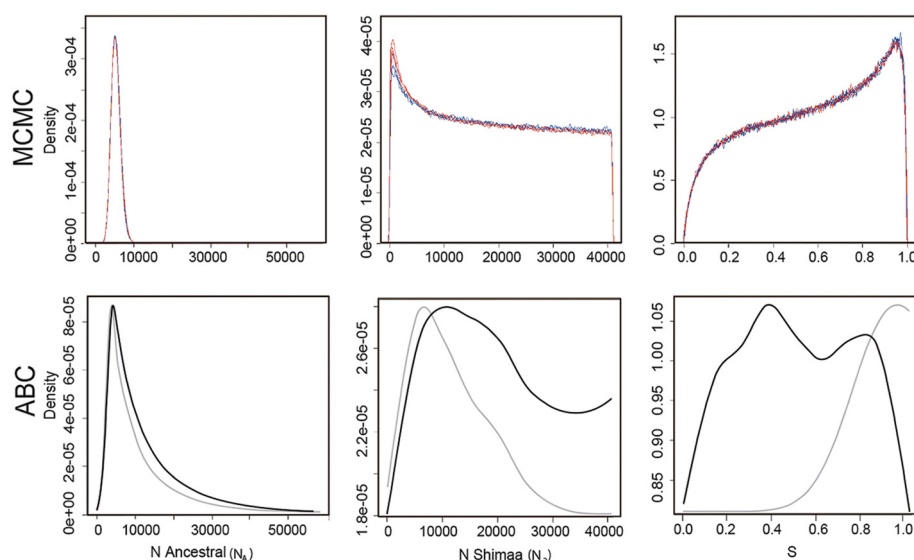 MCMC
Density
0e+00 1e-04 2e-04 3e-04
0 10000 30000 50000
0e+00 1e-05 2e-05 3e-05 4e-05
0 10000 20000 30000 40000
0.0 0.5 1.0 1.5
0.0 0.2 0.4 0.6 0.8 1.0
ABC
Density
0e+00 2e-05 4e-05 6e-05 8e-05
0 10000 30000 50000
N Ancestral (NA)
1.8e-05 2.2e-05 2.6e-05
0 10000 20000 30000 40000
N Shimaa
0.85 0.90 0.95 1.00 1.05
0.0 0.2 0.4 0.6 0.8 1.0
S